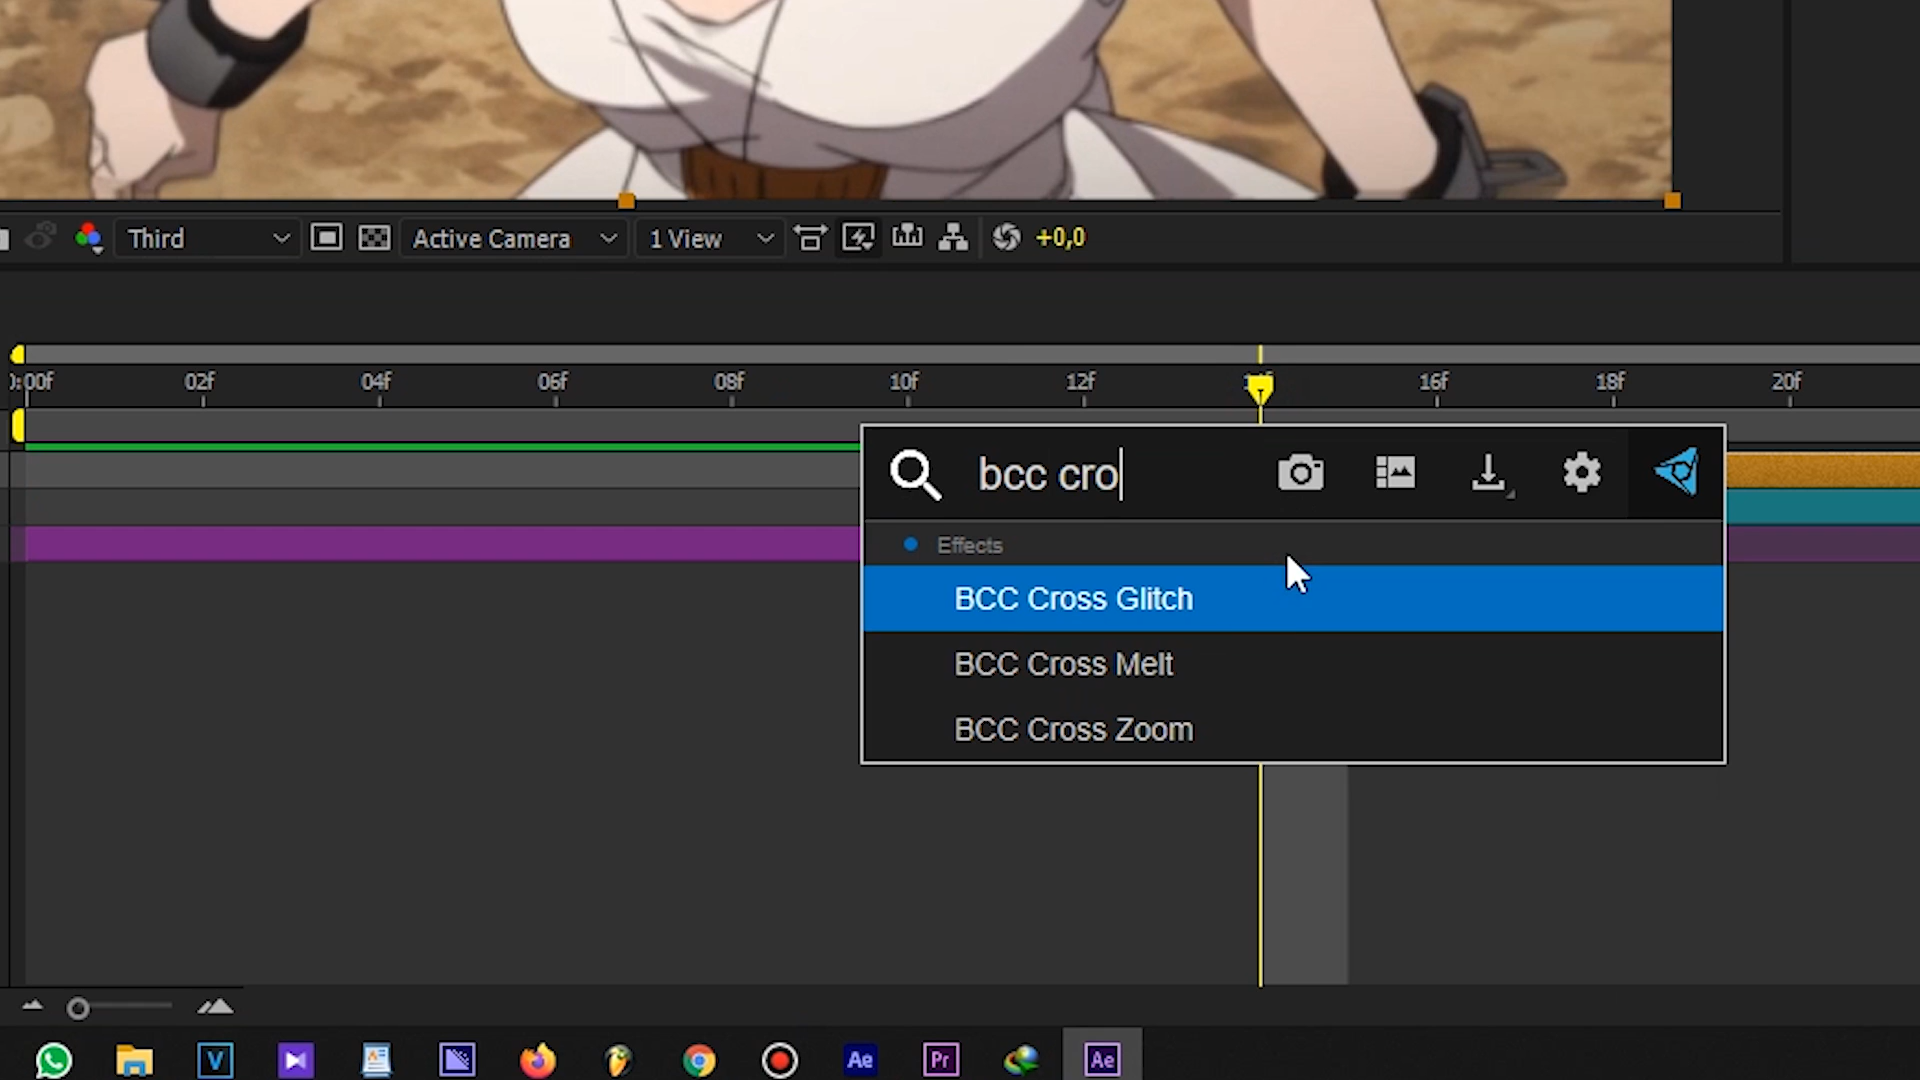 Third
Active Camera
1 View
+0,0
:00f 02f 04f 06f 08f 10f 12f 16f 18f 20f
bcc cro
Effects
BCC Cross Glitch
BCC Cross Melt
BCC Cross Zoom
V Ae Pr Ae